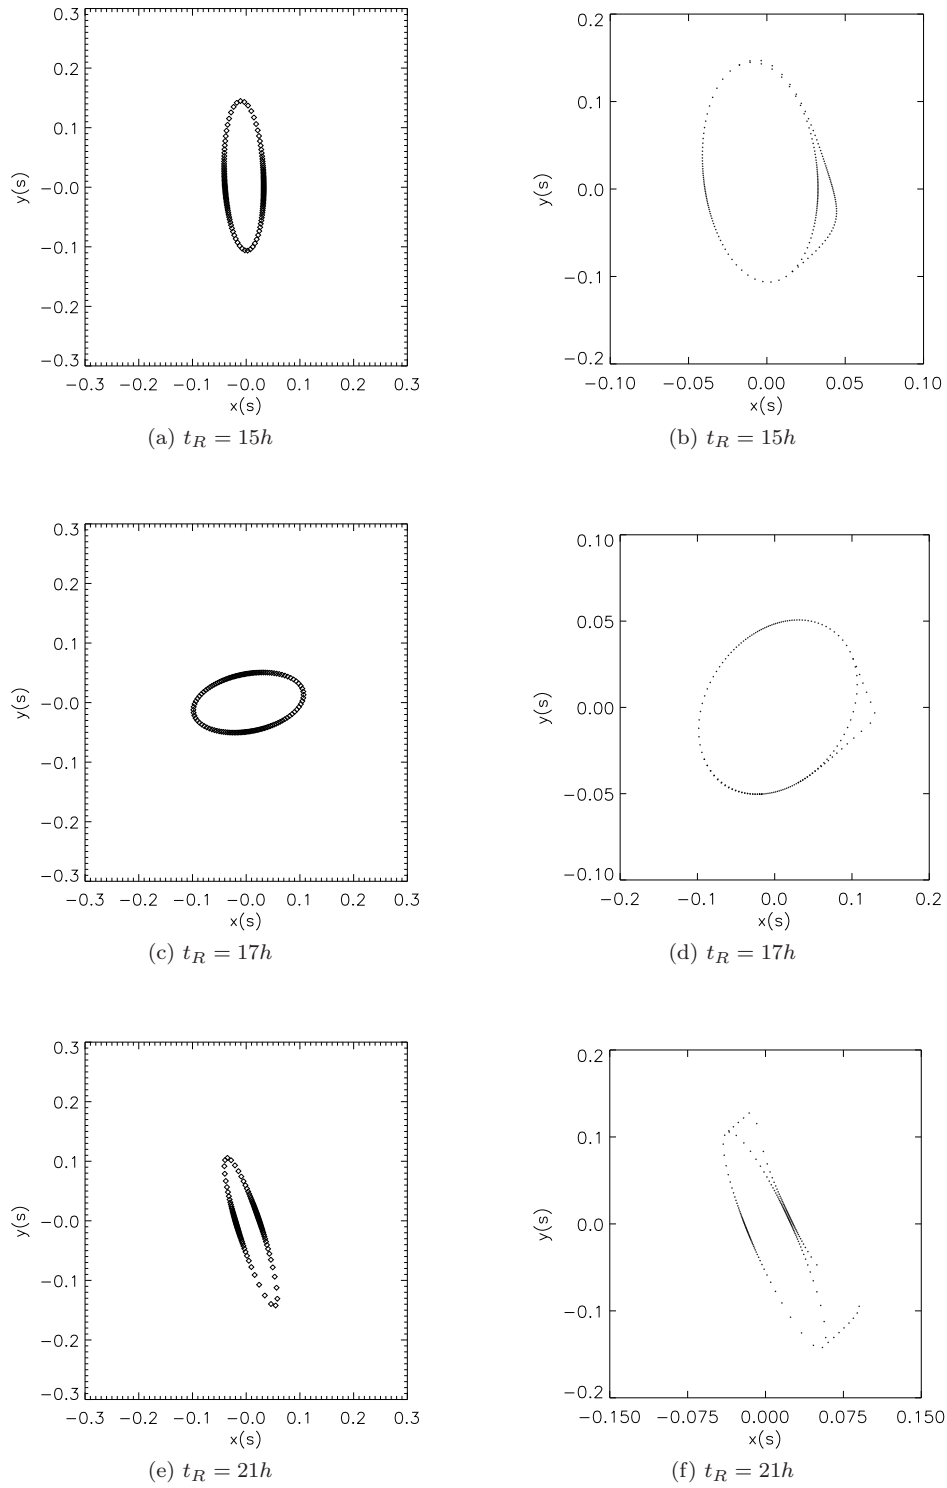 0.3
0.2
0.1
−0.0
−0.1
−0.2
−0.3
y(s)
−0.3 −0.2 −0.1 −0.0 0.1 0.2 0.3
x(s)
(a) t_R = 15h
0.2
0.1
0.0
−0.1
−0.2
y(s)
−0.10 −0.05 0.00 0.05 0.10
x(s)
(b) t_R = 15h
0.3
0.2
0.1
−0.0
−0.1
−0.2
−0.3
y(s)
−0.3 −0.2 −0.1 −0.0 0.1 0.2 0.3
x(s)
(c) t_R = 17h
0.10
0.05
0.00
−0.05
−0.10
y(s)
−0.2 −0.1 0.0 0.1 0.2
x(s)
(d) t_R = 17h
0.3
0.2
0.1
−0.0
−0.1
−0.2
−0.3
y(s)
−0.3 −0.2 −0.1 −0.0 0.1 0.2 0.3
x(s)
(e) t_R = 21h
0.2
0.1
0.0
−0.1
−0.2
y(s)
−0.150 −0.075 0.000 0.075 0.150
x(s)
(f) t_R = 21h